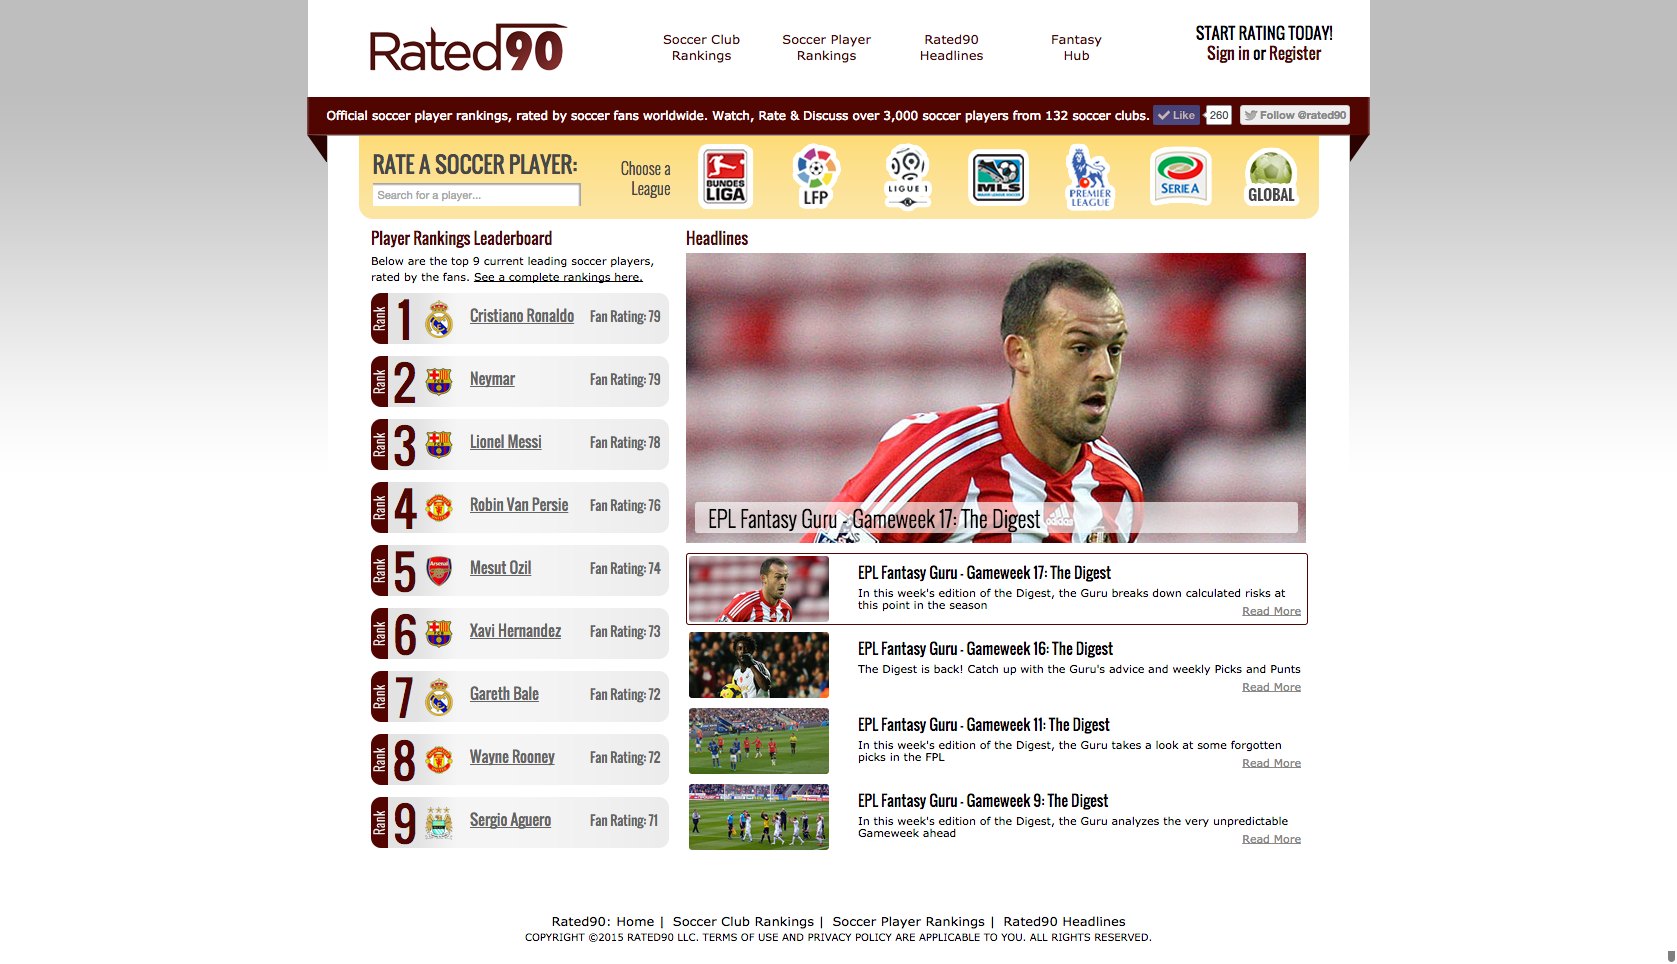 Rated90
Soccer Club
Rankings
Soccer Player
Rankings
Rated90
Headlines
Fantasy
Hub
START RATING TODAY!
Sign in or Register
Official soccer player rankings, rated by soccer fans worldwide. Watch, Rate & Discuss over 3,000 soccer players from 132 soccer clubs.
Like
260
Follow @rated90
RATE A SOCCER PLAYER:
Search for a player...
Choose a
League
BUNDES
LIGA
LFP
LIGUE 1
MLS
PREMIER
LEAGUE
SERIE A
GLOBAL
Player Rankings Leaderboard
Below are the top 9 current leading soccer players,
rated by the fans. See a complete rankings here.
Rank 1 Cristiano Ronaldo Fan Rating: 79
Rank 2 Neymar Fan Rating: 79
Rank 3 Lionel Messi Fan Rating: 78
Rank 4 Robin Van Persie Fan Rating: 76
Rank 5 Arsenal Mesut Ozil Fan Rating: 74
Rank 6 Xavi Hernandez Fan Rating: 73
Rank 7 Gareth Bale Fan Rating: 72
Rank 8 Wayne Rooney Fan Rating: 72
Rank 9 Sergio Aguero Fan Rating: 71
Headlines
adidas
EPL Fantasy Guru - Gameweek 17: The Digest
EPL Fantasy Guru - Gameweek 17: The Digest
In this week's edition of the Digest, the Guru breaks down calculated risks at
this point in the season
Read More
EPL Fantasy Guru - Gameweek 16: The Digest
The Digest is back! Catch up with the Guru's advice and weekly Picks and Punts
Read More
EPL Fantasy Guru - Gameweek 11: The Digest
In this week's edition of the Digest, the Guru takes a look at some forgotten
picks in the FPL
Read More
EPL Fantasy Guru - Gameweek 9: The Digest
In this week's edition of the Digest, the Guru analyzes the very unpredictable
Gameweek ahead
Read More
Rated90: Home | Soccer Club Rankings | Soccer Player Rankings | Rated90 Headlines
COPYRIGHT ©2015 RATED90 LLC. TERMS OF USE AND PRIVACY POLICY ARE APPLICABLE TO YOU. ALL RIGHTS RESERVED.